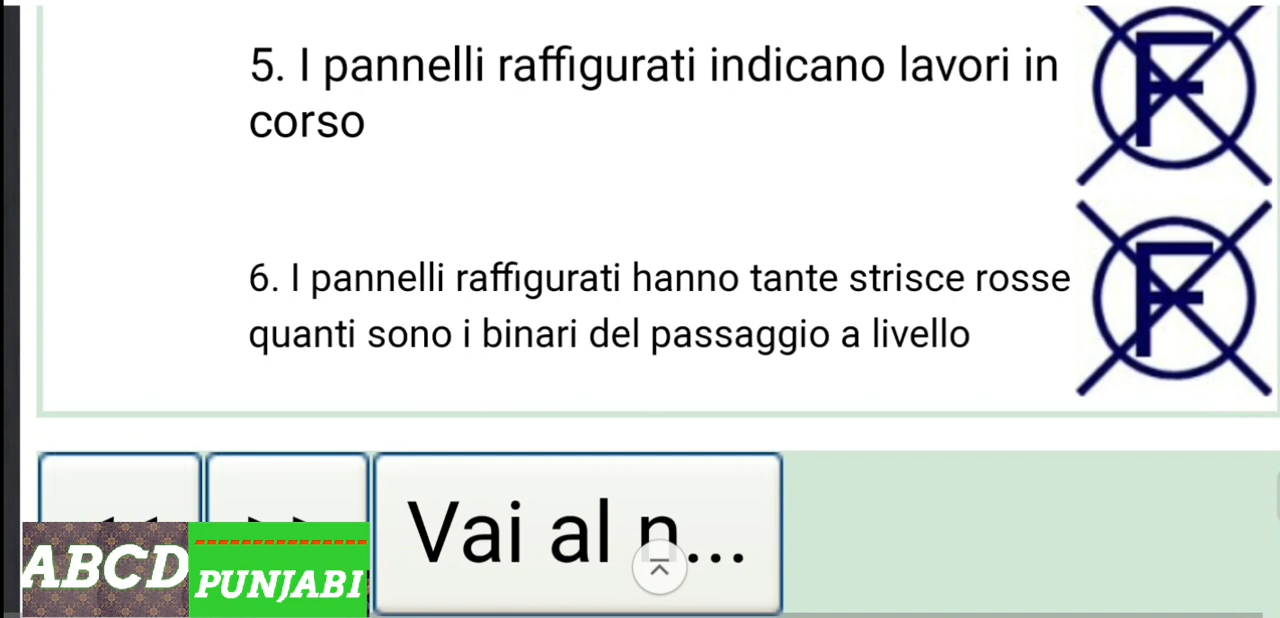 5. I pannelli raffigurati indicano lavori in
corso
F
6. I pannelli raffigurati hanno tante strisce rosse
quanti sono i binari del passaggio a livello
F
Vai al n...
ABCD
PUNJABI